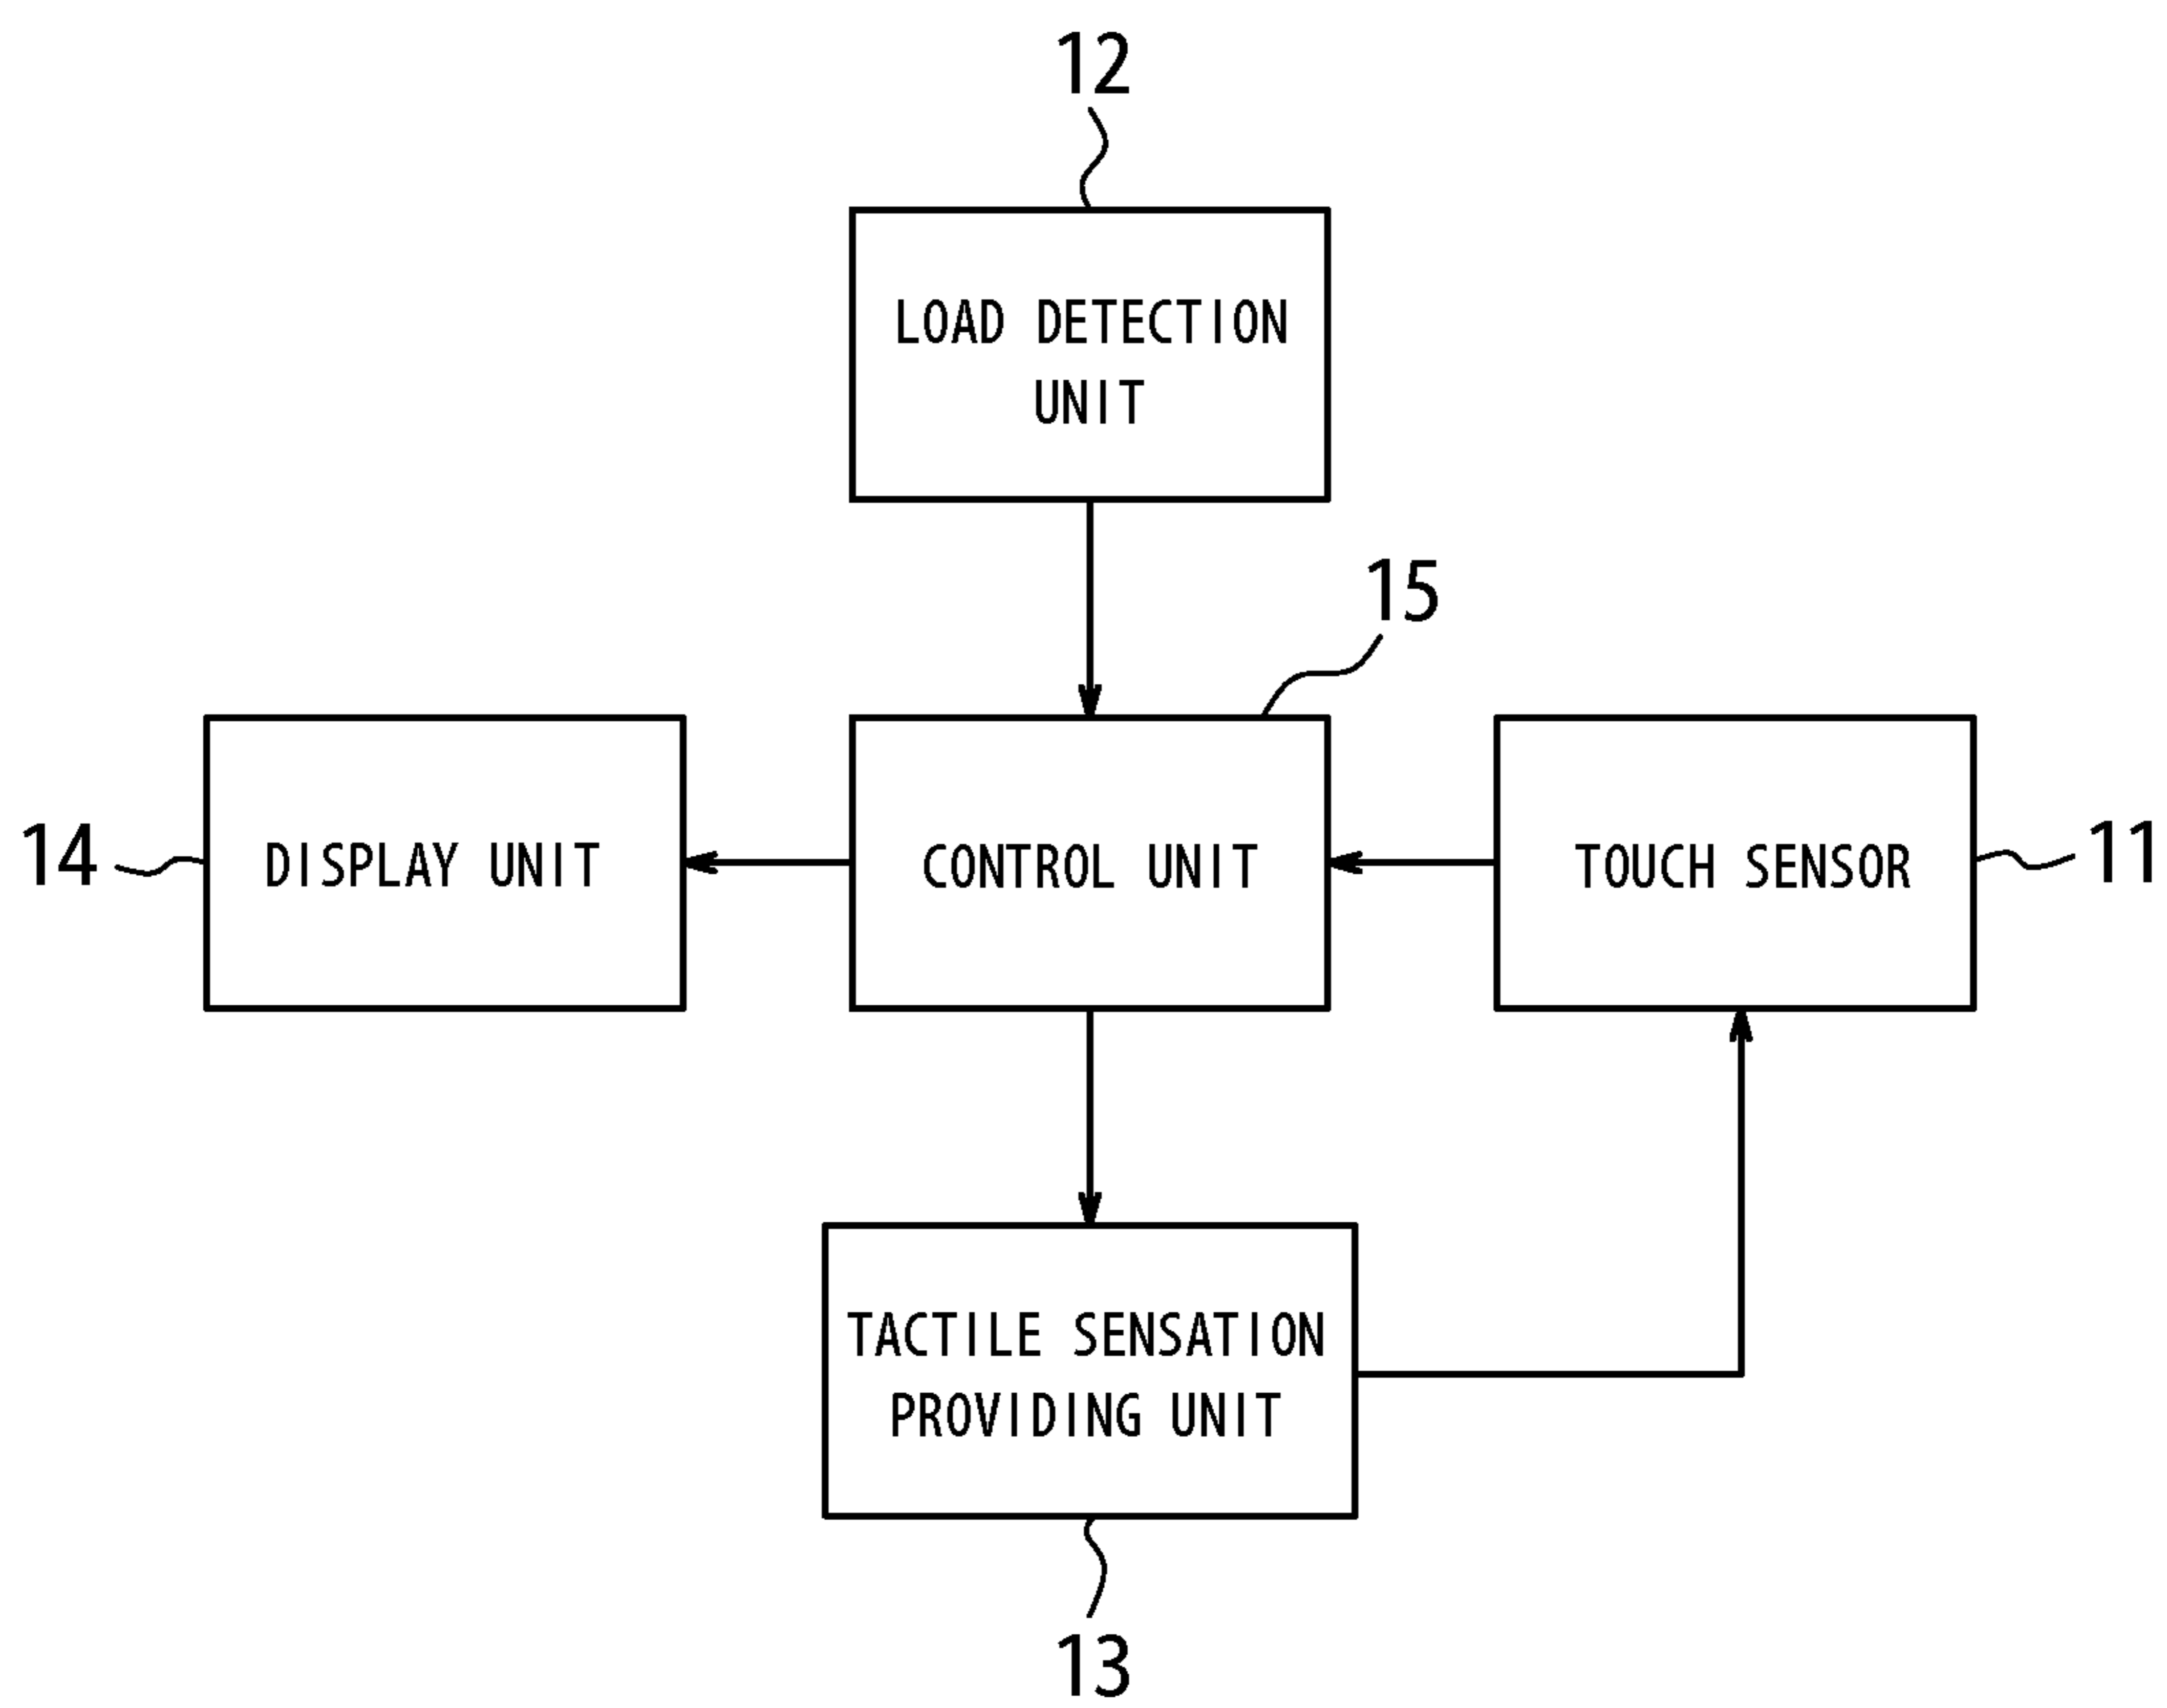 12
LOAD DETECTION
UNIT
15
14
DISPLAY UNIT
CONTROL UNIT
TOUCH SENSOR
11
TACTILE SENSATION
PROVIDING UNIT
13